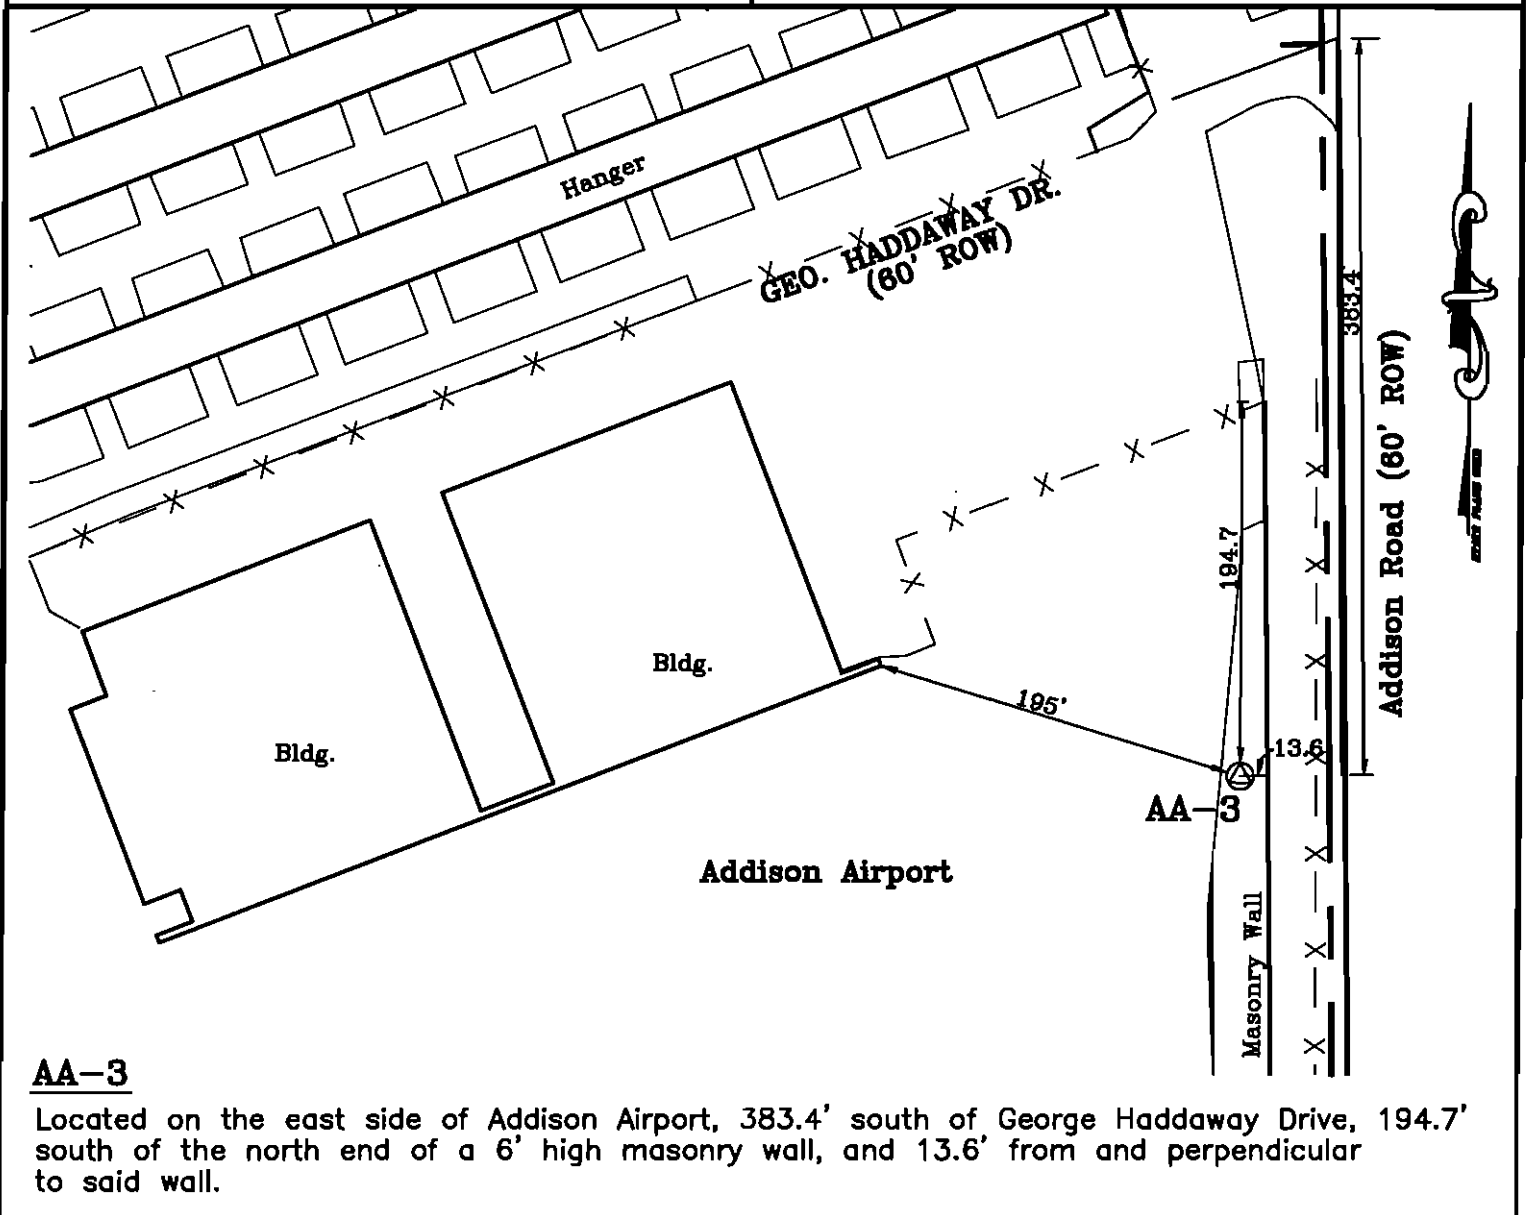 Hanger
GEO. HADDAWAY DR.
(60' ROW)
383.4
Addison Road (60' ROW)
194.7
Bldg.
195'
13.6
Bldg.
AA-3
Addison Airport
Masonry Wall
AA-3
Located on the east side of Addison Airport, 383.4' south of George Haddaway Drive, 194.7'
south of the north end of a 6' high masonry wall, and 13.6' from and perpendicular
to said wall.